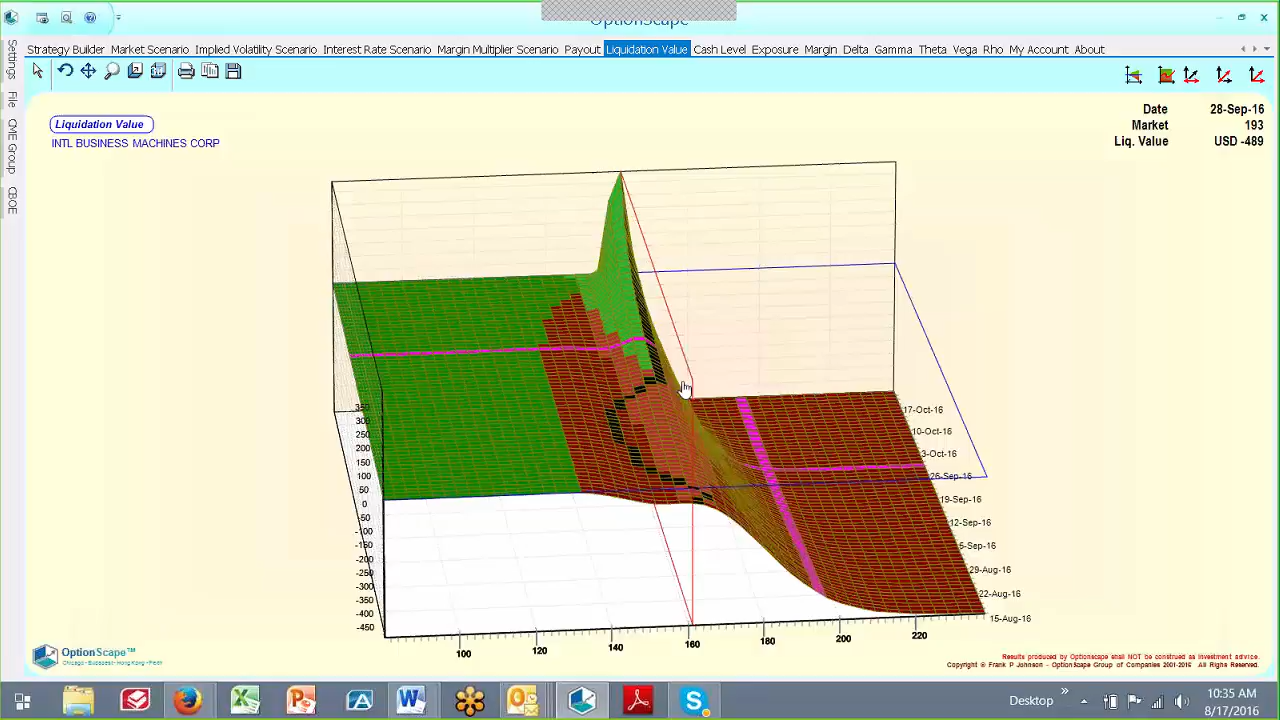 OptionScape
Strategy Builder Market Scenario Implied Volatility Scenario Interest Rate Scenario Margin Multiplier Scenario Payout Liquidation Value Cash Level Exposure Margin Delta Gamma Theta Vega Rho My Account About
Settings
File
CME Group
CBOE
Liquidation Value
INTL BUSINESS MACHINES CORP
Date 28-Sep-16
Market 193
Liq. Value USD -489
350
300
250
200
150
100
50
0
-50
-100
-150
-200
-250
-300
-350
-400
-450
17-Oct-16
10-Oct-16
3-Oct-16
26-Sep-16
19-Sep-16
12-Sep-16
5-Sep-16
29-Aug-16
22-Aug-16
15-Aug-16
100 120 140 160 180 200 220
OptionScape™
Chicago - Budapest - Hong Kong - Perth
Results produced by Optionscape shall NOT be construed as investment advice.
Copyright © Frank P Johnson - OptionScape Group of Companies 2001-2016 All Rights Reserved.
Desktop
10:35 AM
8/17/2016